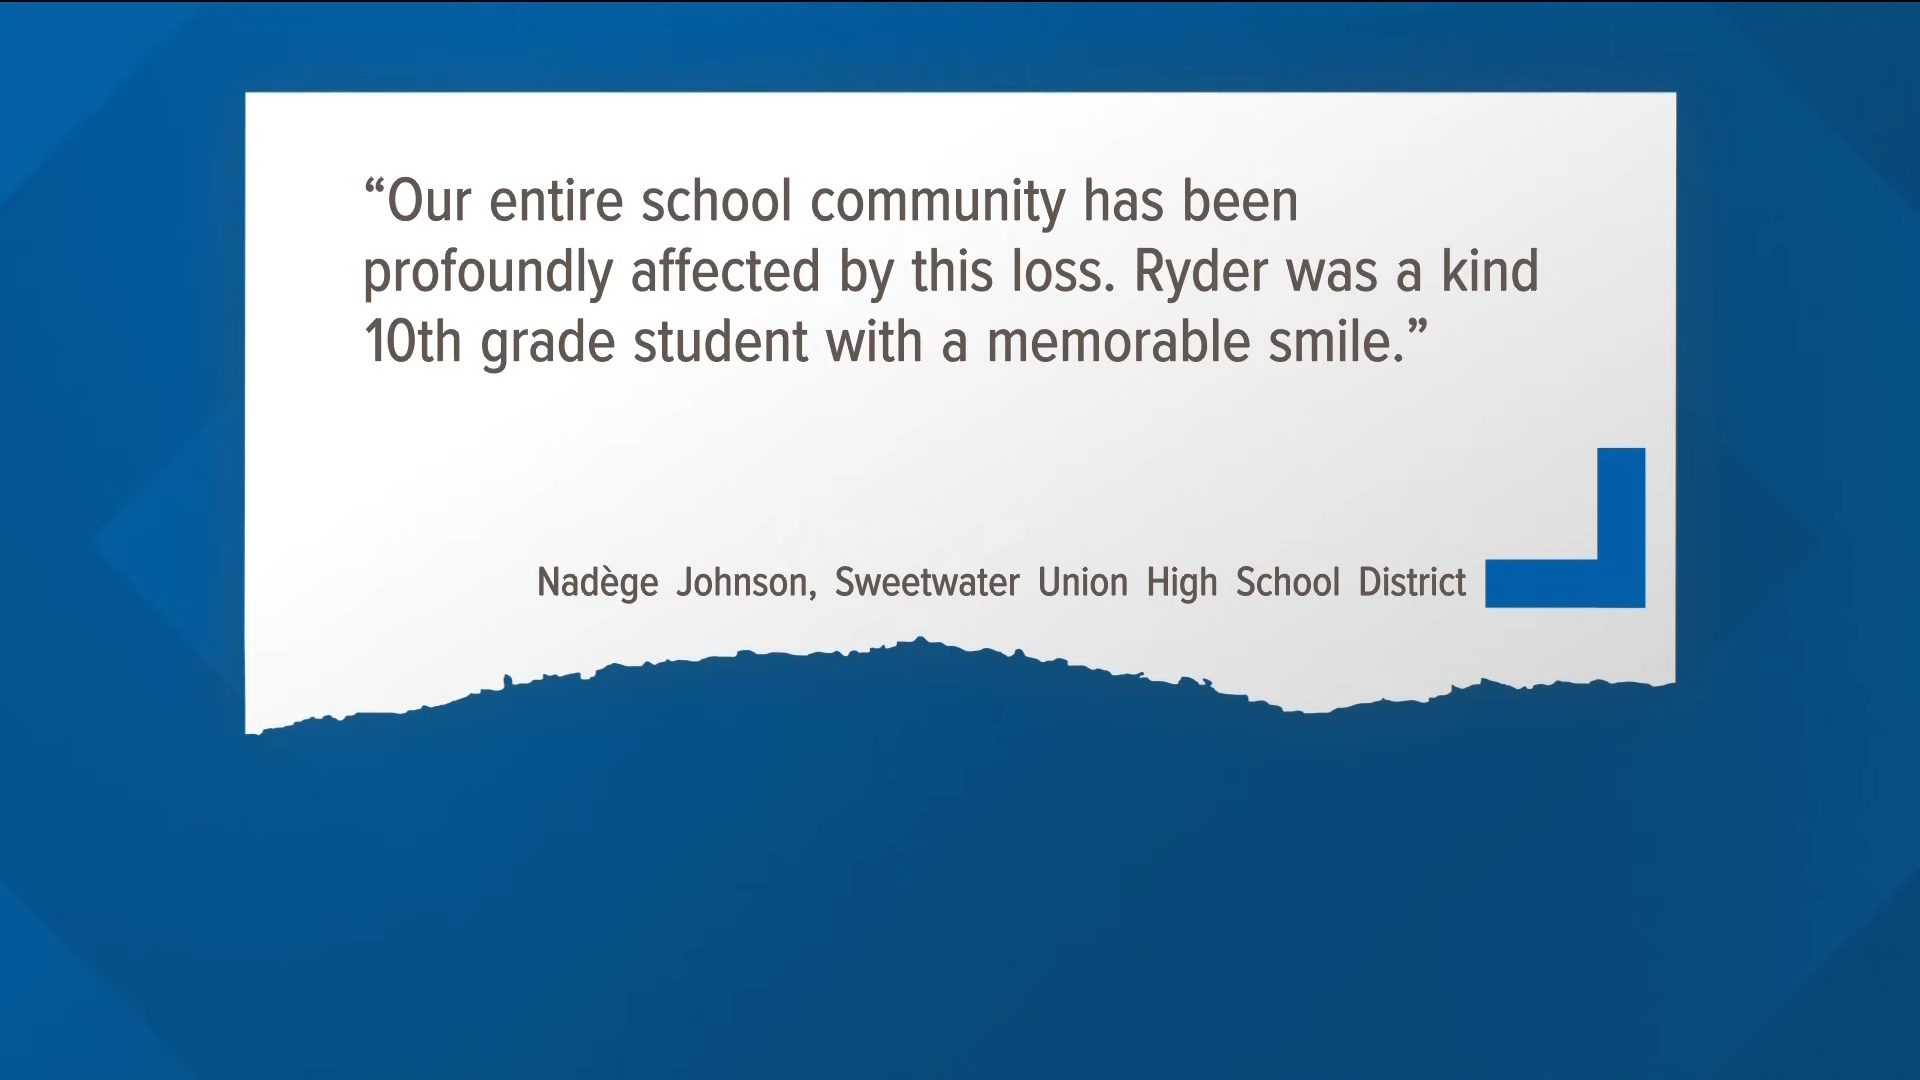 “Our entire school community has been
profoundly affected by this loss. Ryder was a kind
10th grade student with a memorable smile.”
Nadège Johnson, Sweetwater Union High School District